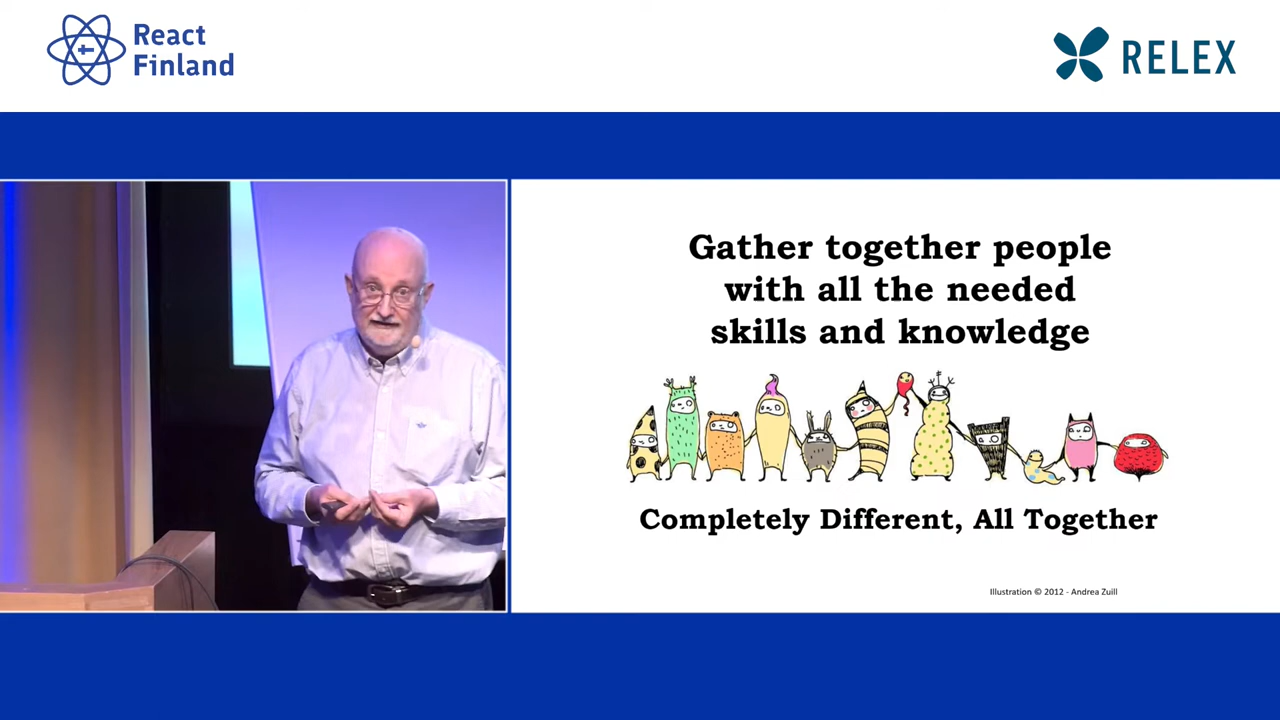 React
Finland
RELEX
Gather together people
with all the needed
skills and knowledge
Completely Different, All Together
Illustration © 2012 - Andrea Zuill